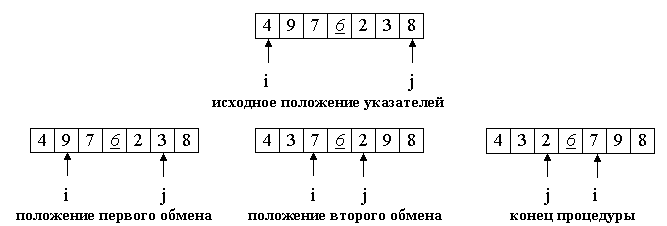 4 9 7 6 2 3 8
i j
исходное положение указателей
4 9 7 6 2 3 8
i j
положение первого обмена
4 3 7 6 2 9 8
i j
положение второго обмена
4 3 2 6 7 9 8
j i
конец процедуры